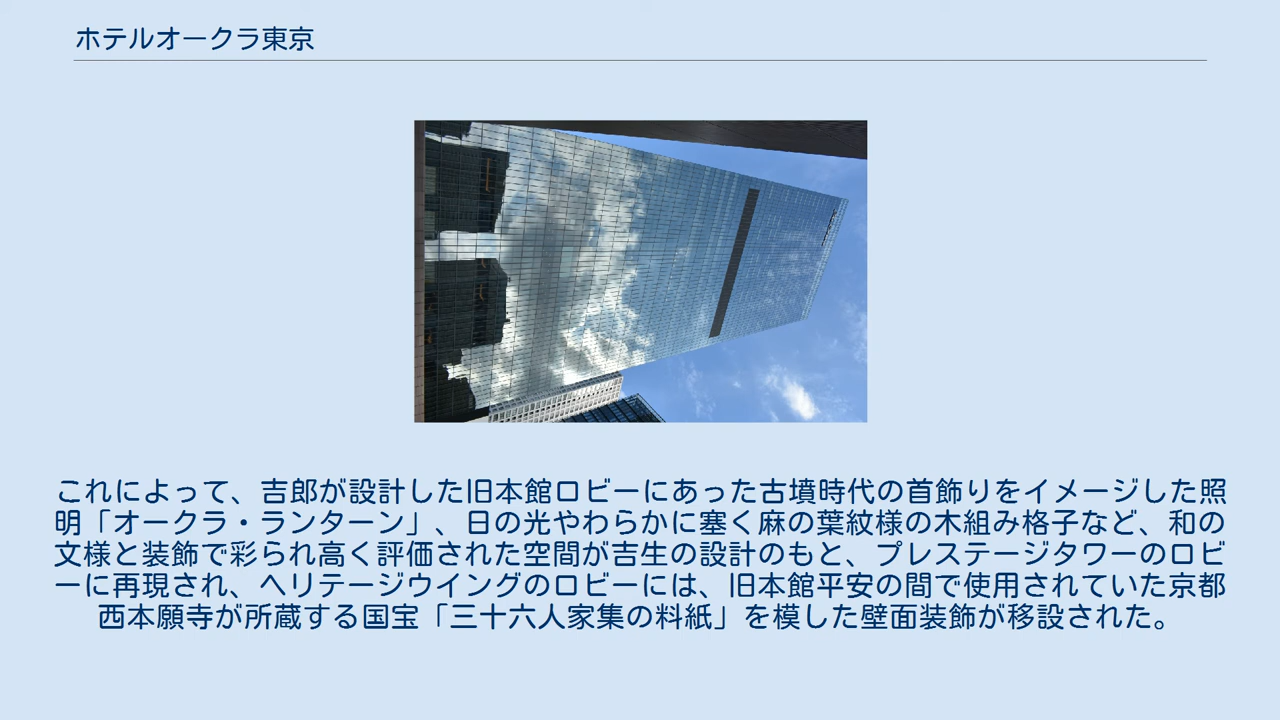 ホテルオークラ東京
これによって、吉郎が設計した旧本館ロビーにあった古墳時代の首飾りをイメージした照
明「オークラ・ランターン」、日の光やわらかに塞く麻の葉紋様の木組み格子など、和の
文様と装飾で彩られ高く評価された空間が吉生の設計のもと、プレステージタワーのロビ
ーに再現され、ヘリテージウイングのロビーには、旧本館平安の間で使用されていた京都
西本願寺が所蔵する国宝「三十六人家集の料紙」を模した壁面装飾が移設された。